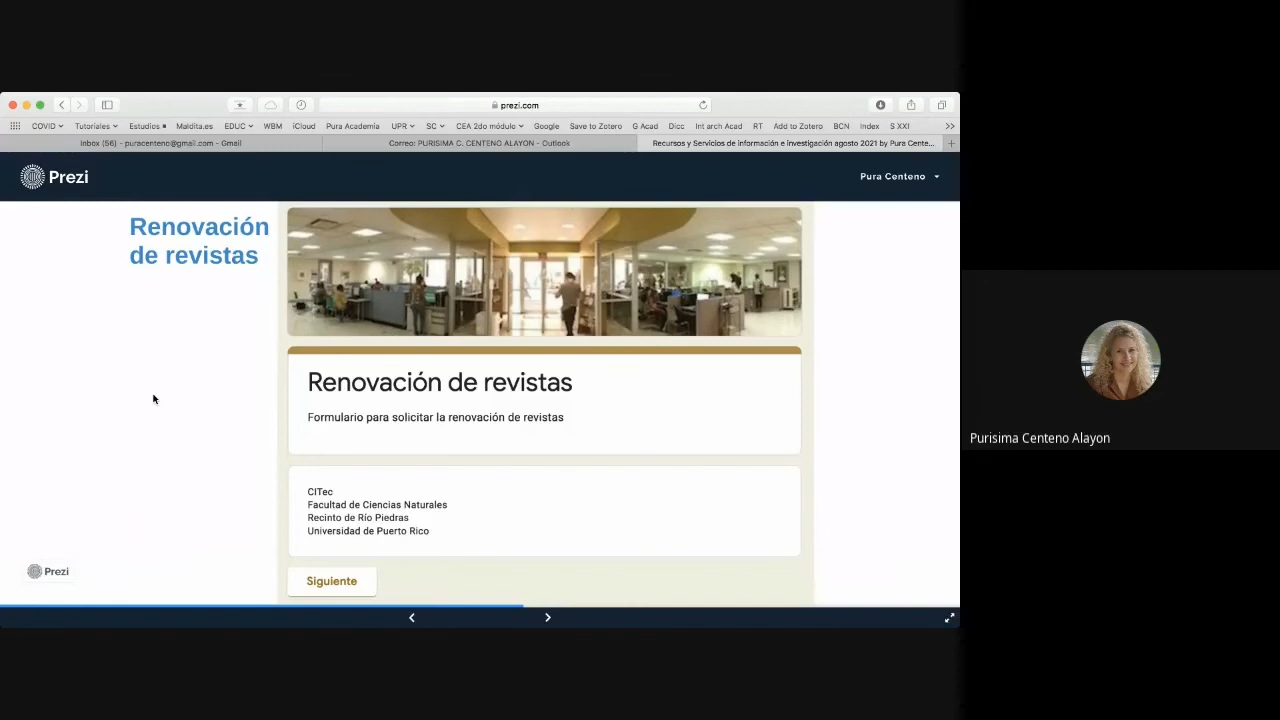 prezi.com
COVID Tutoriales Estudios Maldita.es EDUC WBM iCloud Pura Academia UPR SC CEA 2do módulo Google Save to Zotero G Acad Dicc Int arch Acad RT Add to Zotero BCN Index S XXI
Inbox (56) - puracenteno@gmail.com - Gmail
Correo: PURISIMA C. CENTENO ALAYON - Outlook
Recursos y Servicios de información e investigación agosto 2021 by Pura Cente...
Prezi
Pura Centeno
Renovación
de revistas
Renovación de revistas
Formulario para solicitar la renovación de revistas
CITec
Facultad de Ciencias Naturales
Recinto de Río Piedras
Universidad de Puerto Rico
Siguiente
Prezi
Purisima Centeno Alayon